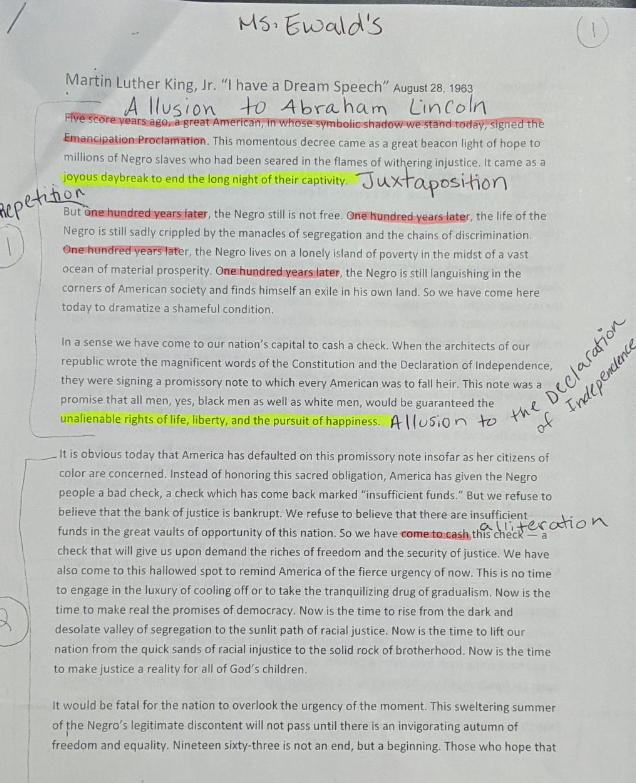 Ms. Ewald's
1
Martin Luther King, Jr. "I have a Dream Speech" August 28, 1963
Allusion to Abraham Lincoln
Five score years ago, a great American, in whose symbolic shadow we stand today, signed the
Emancipation Proclamation. This momentous decree came as a great beacon light of hope to
millions of Negro slaves who had been seared in the flames of withering injustice. It came as a
joyous daybreak to end the long night of their captivity. Juxtaposition
Repetition
But one hundred years later, the Negro still is not free. One hundred years later, the life of the
Negro is still sadly crippled by the manacles of segregation and the chains of discrimination.
1
One hundred years later, the Negro lives on a lonely island of poverty in the midst of a vast
ocean of material prosperity. One hundred years later, the Negro is still languishing in the
corners of American society and finds himself an exile in his own land. So we have come here
today to dramatize a shameful condition.
In a sense we have come to our nation's capital to cash a check. When the architects of our
republic wrote the magnificent words of the Constitution and the Declaration of Independence,
they were signing a promissory note to which every American was to fall heir. This note was a
promise that all men, yes, black men as well as white men, would be guaranteed the
unalienable rights of life, liberty, and the pursuit of happiness. Allusion to the Declaration
of Independence
It is obvious today that America has defaulted on this promissory note insofar as her citizens of
color are concerned. Instead of honoring this sacred obligation, America has given the Negro
people a bad check, a check which has come back marked "insufficient funds." But we refuse to
believe that the bank of justice is bankrupt. We refuse to believe that there are insufficient
alliteration
funds in the great vaults of opportunity of this nation. So we have come to cash this check — a
check that will give us upon demand the riches of freedom and the security of justice. We have
also come to this hallowed spot to remind America of the fierce urgency of now. This is no time
to engage in the luxury of cooling off or to take the tranquilizing drug of gradualism. Now is the
time to make real the promises of democracy. Now is the time to rise from the dark and
2
desolate valley of segregation to the sunlit path of racial justice. Now is the time to lift our
nation from the quick sands of racial injustice to the solid rock of brotherhood. Now is the time
to make justice a reality for all of God's children.
It would be fatal for the nation to overlook the urgency of the moment. This sweltering summer
of the Negro's legitimate discontent will not pass until there is an invigorating autumn of
freedom and equality. Nineteen sixty-three is not an end, but a beginning. Those who hope that